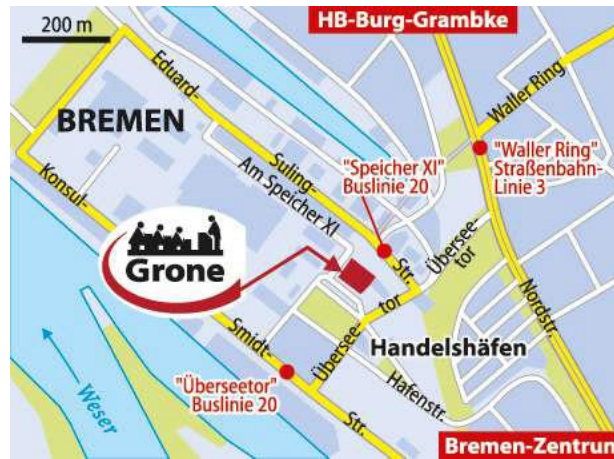 200 m
HB-Burg-Grambke
Eduard-
Waller Ring
BREMEN
"Waller Ring"
Straßenbahn-
Linie 3
"Speicher XI"
Buslinie 20
Suling-
Am Speicher XI
Konsul-
Grone
Str.
Übersee-
tor
Nordstr.
Smidt-
Übersee-
tor
Handelshäfen
Hafenstr.
"Überseetor"
Buslinie 20
Str.
Weser
Bremen-Zentrum